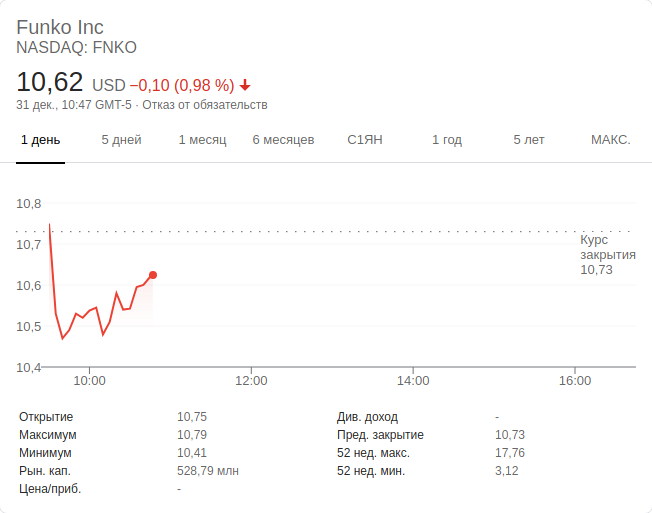 Funko Inc
NASDAQ: FNKO
10,62 USD −0,10 (0,98 %)
31 дек., 10:47 GMT-5 · Отказ от обязательств
1 день 5 дней 1 месяц 6 месяцев С1ЯН 1 год 5 лет МАКС.
10,8
10,7
10,6
10,5
10,4
Курс
закрытия
10,73
10:00 12:00 14:00 16:00
Открытие 10,75 Див. доход -
Максимум 10,79 Пред. закрытие 10,73
Минимум 10,41 52 нед. макс. 17,76
Рын. кап. 528,79 млн 52 нед. мин. 3,12
Цена/приб. -